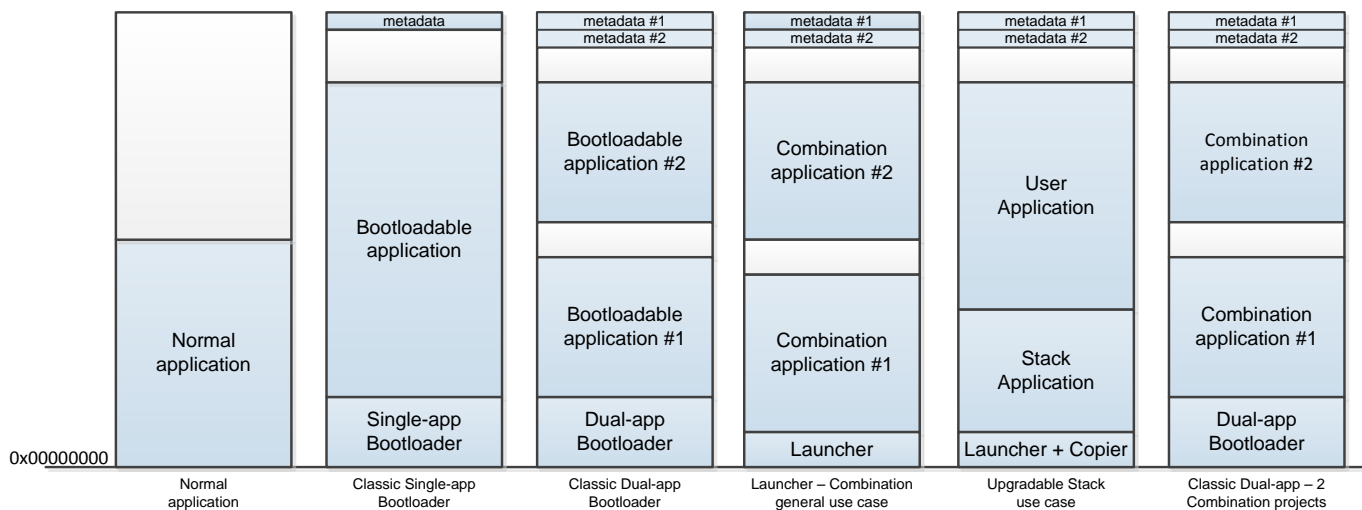 metadata
metadata #1
metadata #2
metadata #1
metadata #2
metadata #1
metadata #2
metadata #1
metadata #2
Bootloadable
application #2
Combination
application #2
User
Application
Combination
application #2
Bootloadable
application
Normal
application
Bootloadable
application #1
Combination
application #1
Stack
Application
Combination
application #1
Single-app
Bootloader
Dual-app
Bootloader
Launcher
Launcher + Copier
Dual-app
Bootloader
0x00000000
Normal
application
Classic Single-app
Bootloader
Classic Dual-app
Bootloader
Launcher – Combination
general use case
Upgradable Stack
use case
Classic Dual-app – 2
Combination projects